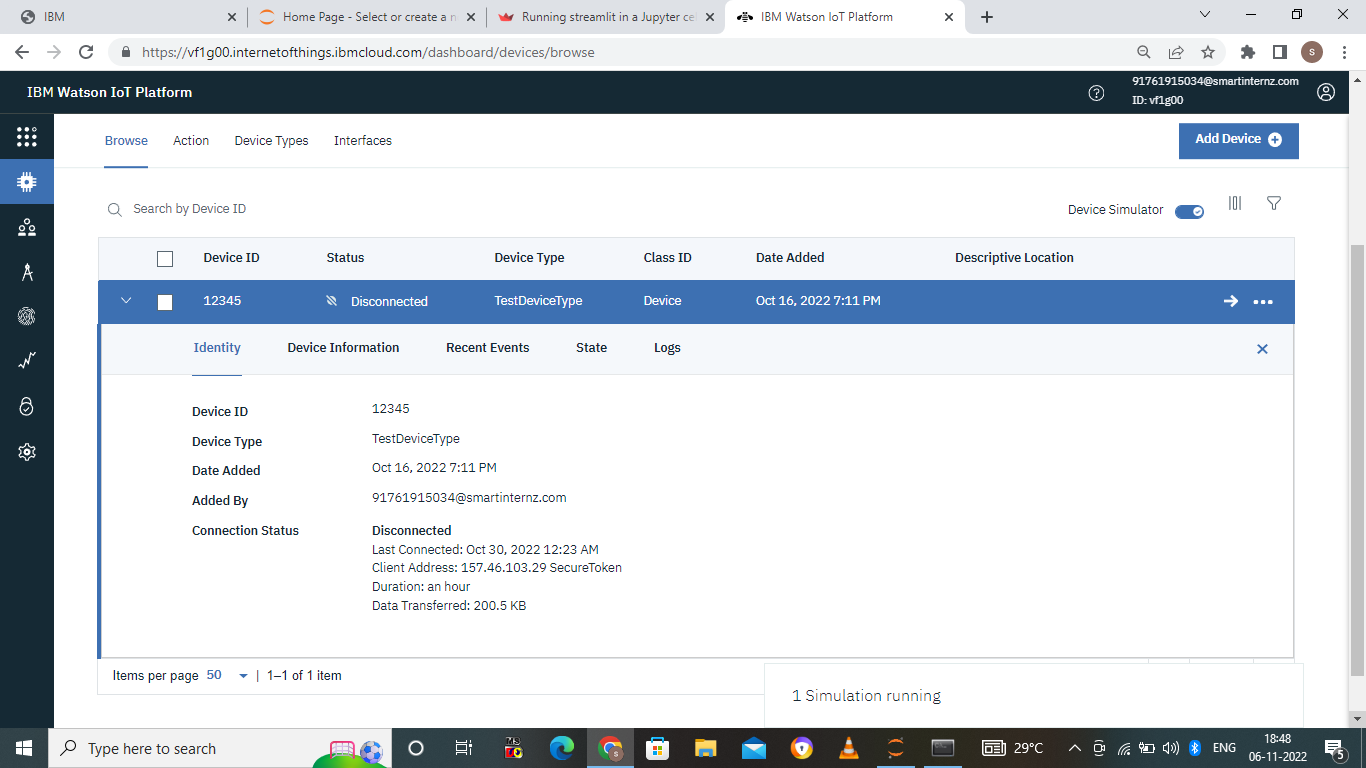 IBM
Home Page - Select or create a n
Running streamlit in a Jupyter cel
IBM Watson IoT Platform
https://vf1g00.internetofthings.ibmcloud.com/dashboard/devices/browse
S
IBM Watson IoT Platform
91761915034@smartinternz.com
ID: vf1g00
Browse Action Device Types Interfaces
Add Device
Search by Device ID
Device Simulator
Device ID Status Device Type Class ID Date Added Descriptive Location
12345 Disconnected TestDeviceType Device Oct 16, 2022 7:11 PM
Identity Device Information Recent Events State Logs
Device ID 12345
Device Type TestDeviceType
Date Added Oct 16, 2022 7:11 PM
Added By 91761915034@smartinternz.com
Connection Status Disconnected
Last Connected: Oct 30, 2022 12:23 AM
Client Address: 157.46.103.29 SecureToken
Duration: an hour
Data Transferred: 200.5 KB
Items per page 50 | 1–1 of 1 item
1 Simulation running
Type here to search
29°C
ENG
18:48
06-11-2022
5